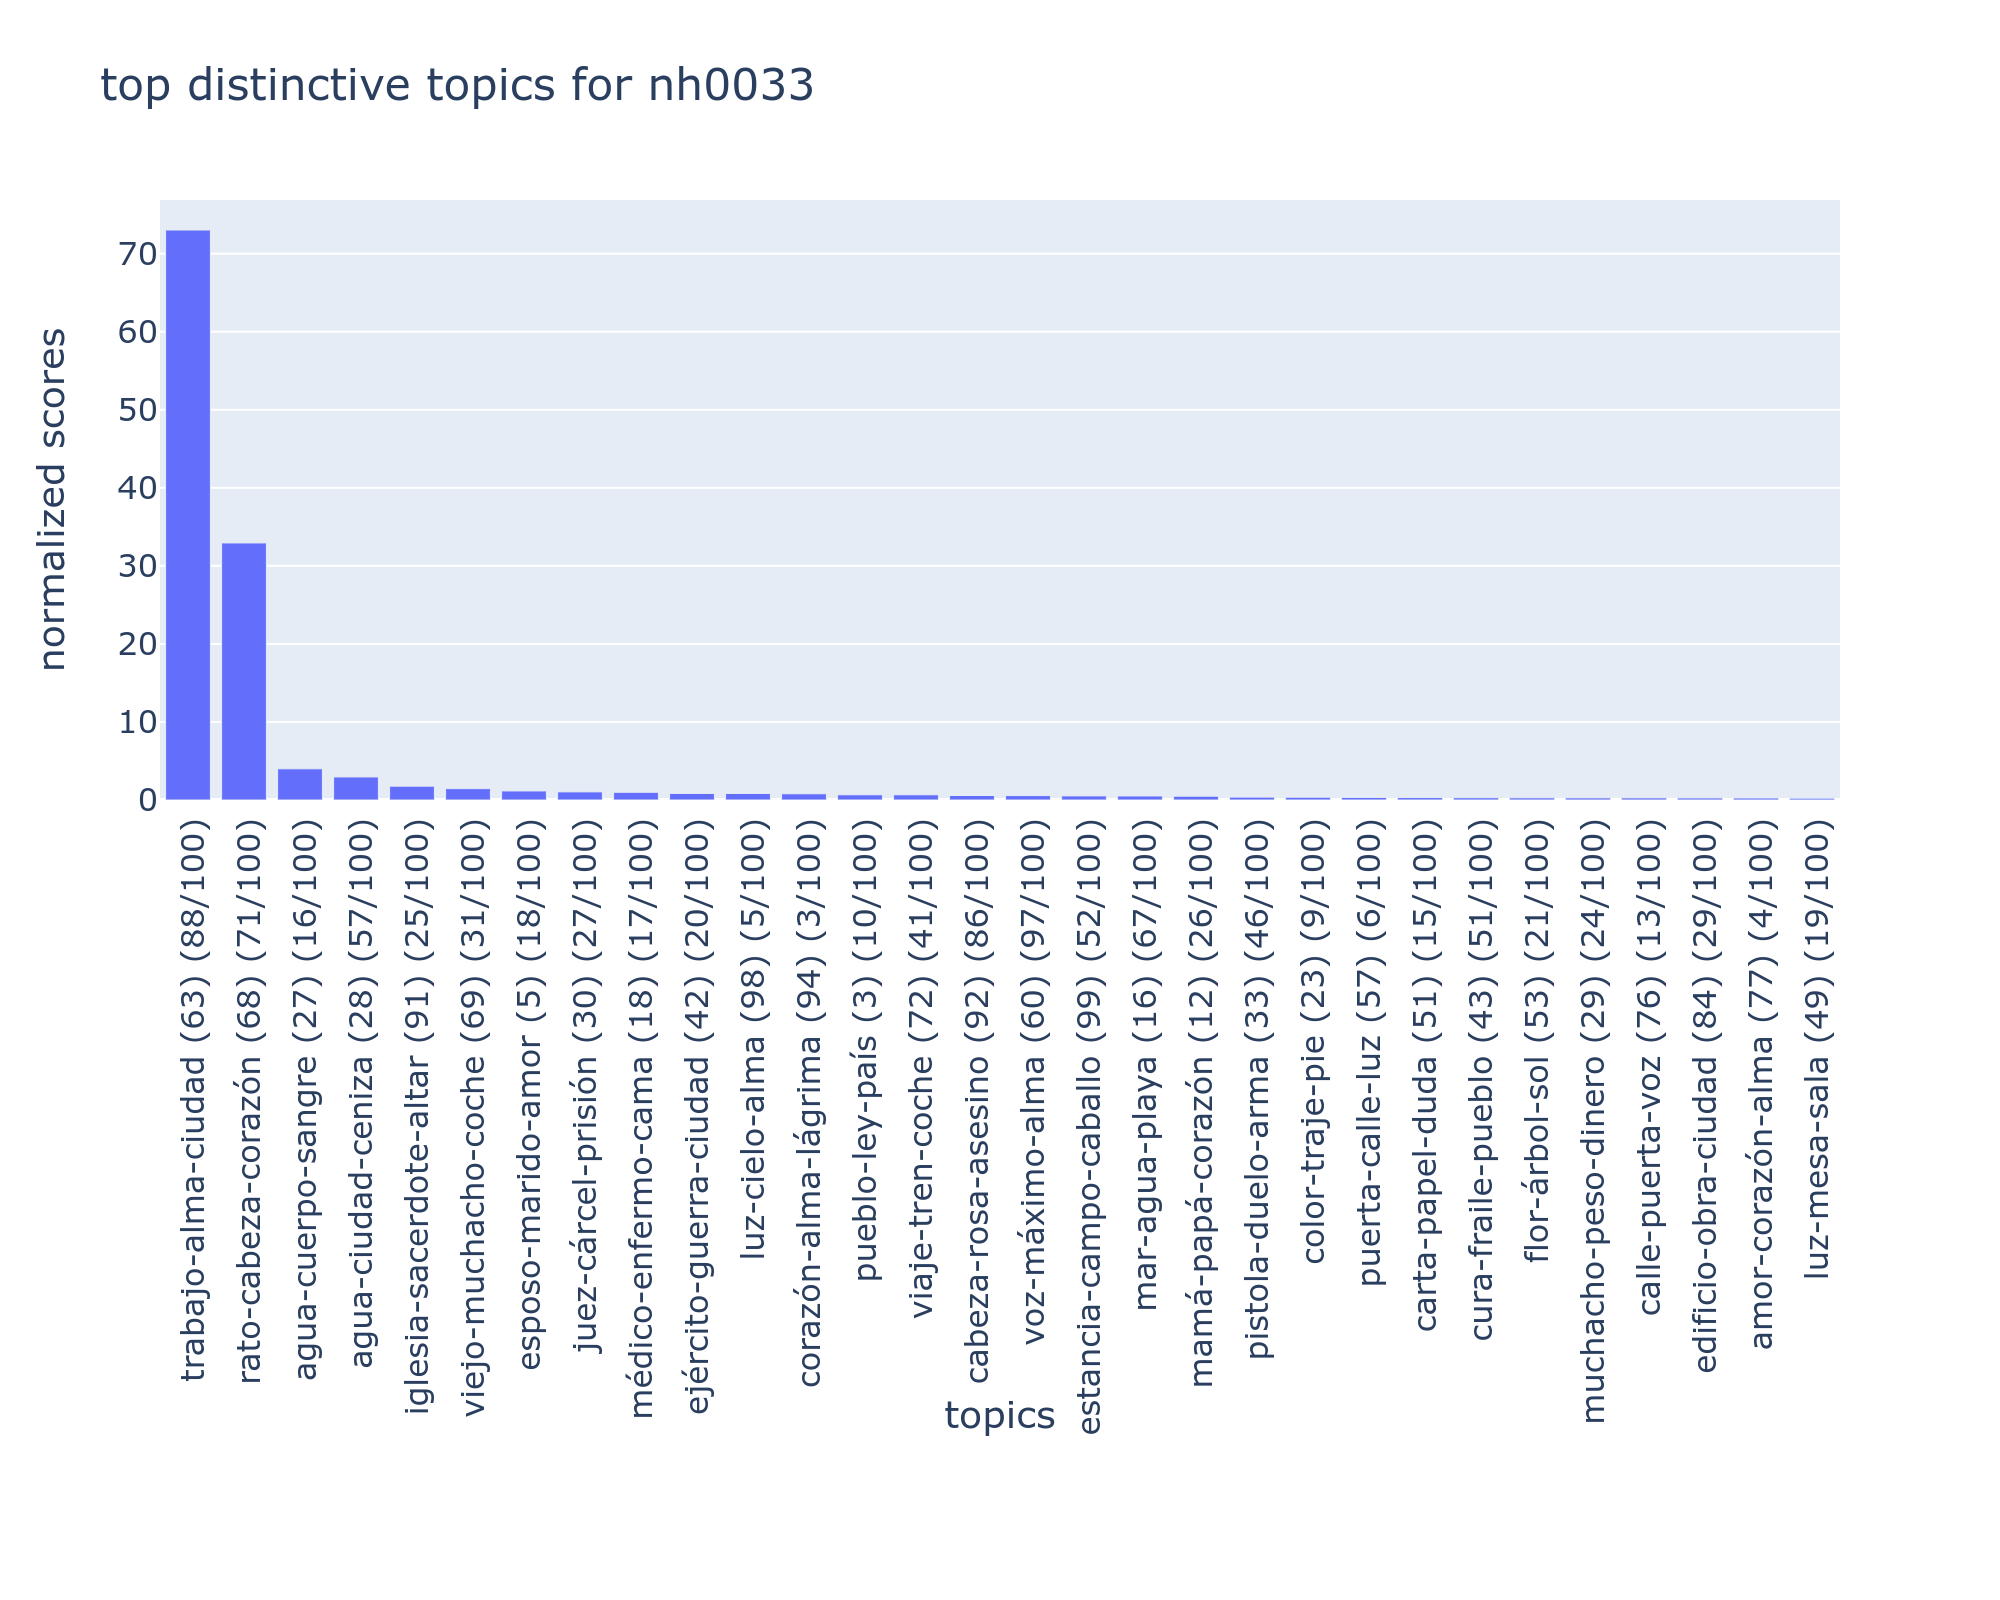 top distinctive topics for nh0033
normalized scores
70
60
50
40
30
20
10
0
trabajo-alma-ciudad (63) (88/100)
rato-cabeza-corazón (68) (71/100)
agua-cuerpo-sangre (27) (16/100)
agua-ciudad-ceniza (28) (57/100)
iglesia-sacerdote-altar (91) (25/100)
viejo-muchacho-coche (69) (31/100)
esposo-marido-amor (5) (18/100)
juez-cárcel-prisión (30) (27/100)
médico-enfermo-cama (18) (17/100)
ejército-guerra-ciudad (42) (20/100)
luz-cielo-alma (98) (5/100)
corazón-alma-lágrima (94) (3/100)
pueblo-ley-país (3) (10/100)
viaje-tren-coche (72) (41/100)
cabeza-rosa-asesino (92) (86/100)
voz-máximo-alma (60) (97/100)
estancia-campo-caballo (99) (52/100)
mar-agua-playa (16) (67/100)
mamá-papá-corazón (12) (26/100)
pistola-duelo-arma (33) (46/100)
color-traje-pie (23) (9/100)
puerta-calle-luz (57) (6/100)
carta-papel-duda (51) (15/100)
cura-fraile-pueblo (43) (51/100)
flor-árbol-sol (53) (21/100)
muchacho-peso-dinero (29) (24/100)
calle-puerta-voz (76) (13/100)
edificio-obra-ciudad (84) (29/100)
amor-corazón-alma (77) (4/100)
luz-mesa-sala (49) (19/100)
topics